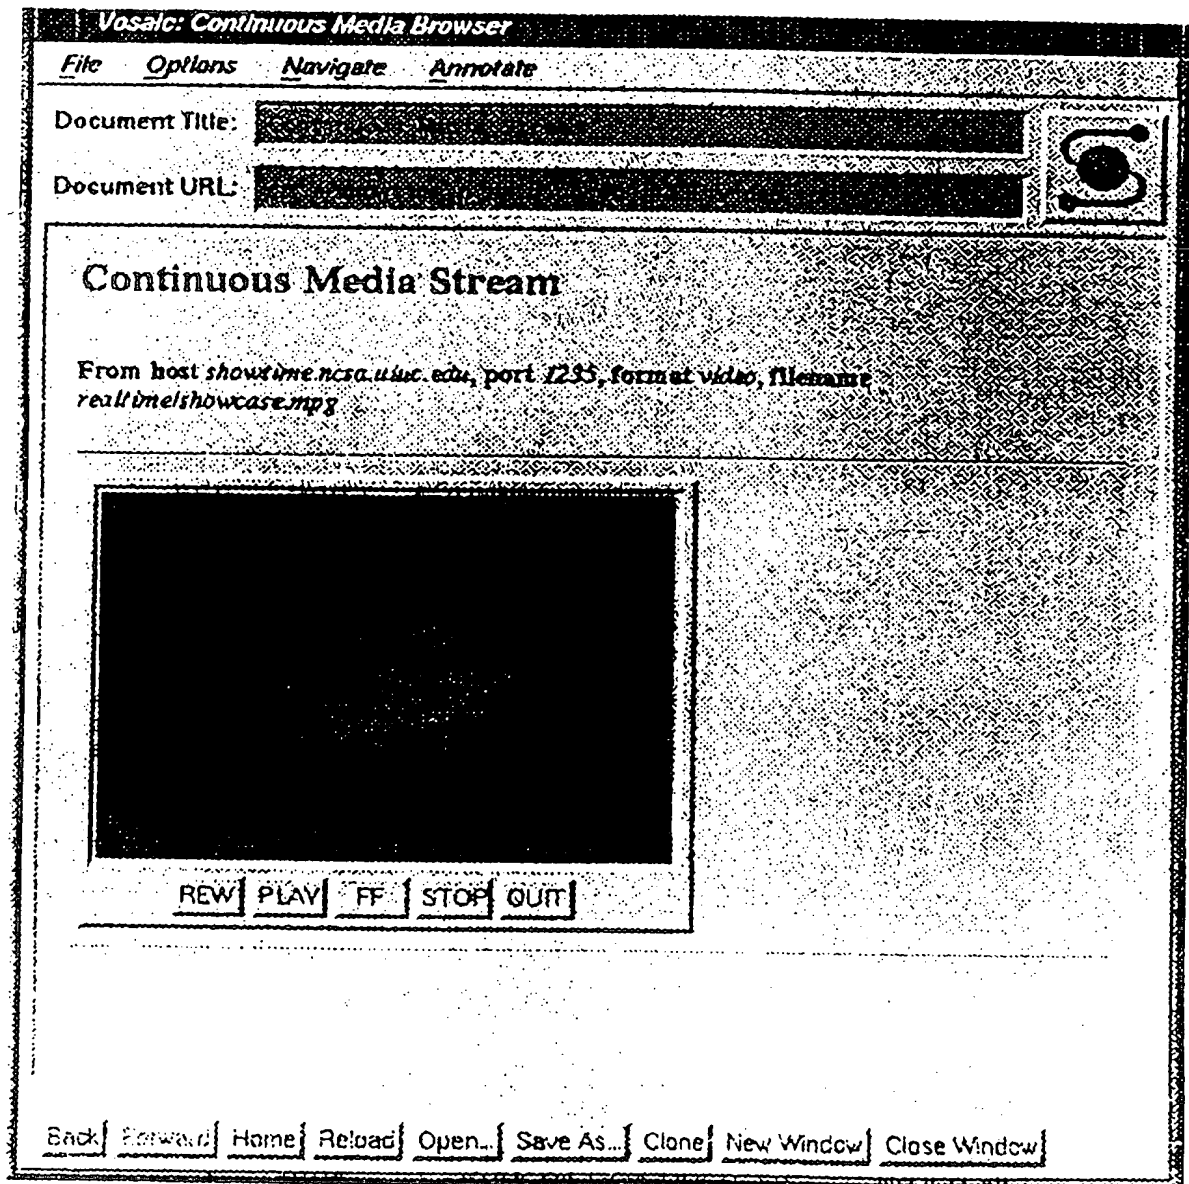 Vosaic: Continuous Media Browser
File Options Navigate Annotate
Document Title:
Document URL:
Continuous Media Stream
From host showtime.ncsa.uiuc.edu, port 1235, format video, filename
realtime/showcase.mpg
REW PLAY FF STOP QUIT
Back Forward Home Reload Open... Save As... Clone New Window Close Window